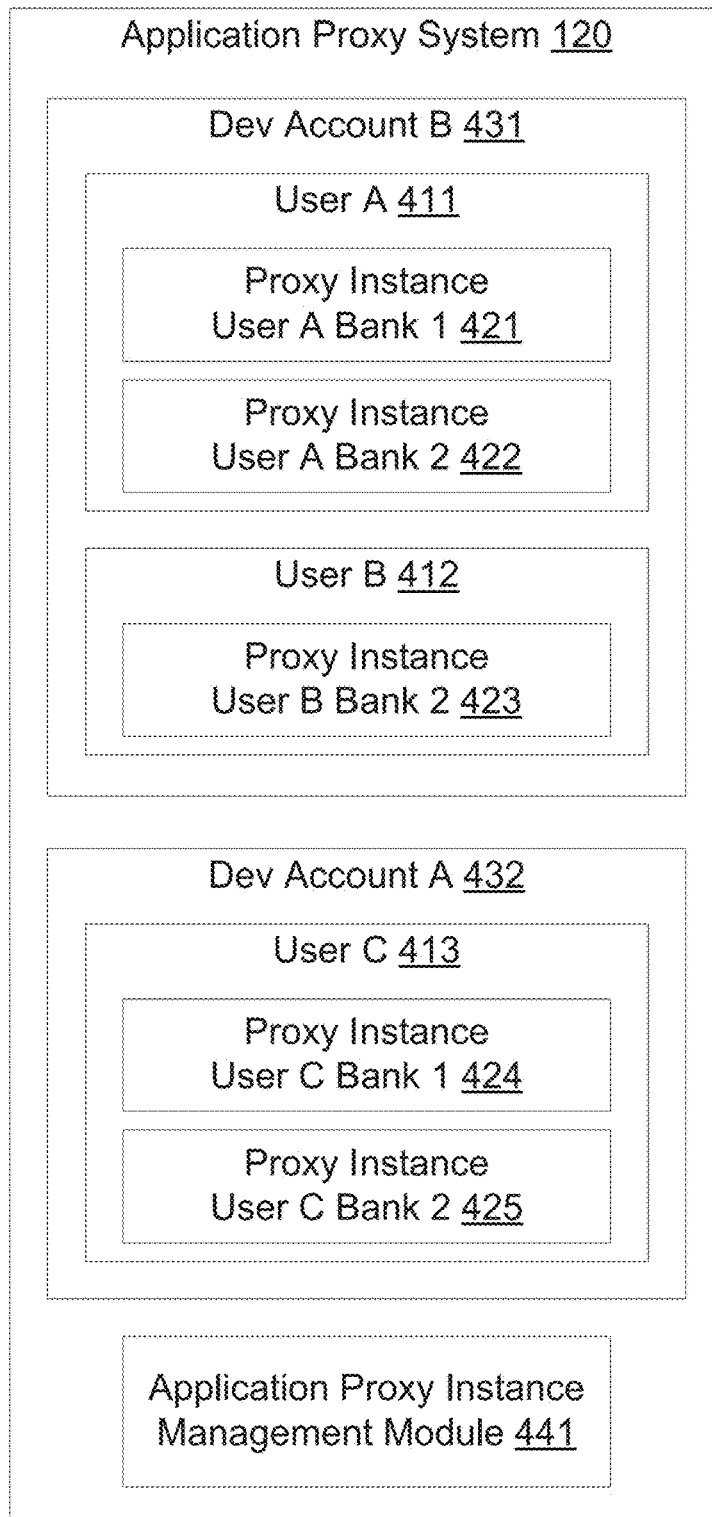 Application Proxy System 120
Dev Account B 431
User A 411
Proxy Instance
User A Bank 1 421
Proxy Instance
User A Bank 2 422
User B 412
Proxy Instance
User B Bank 2 423
Dev Account A 432
User C 413
Proxy Instance
User C Bank 1 424
Proxy Instance
User C Bank 2 425
Application Proxy Instance
Management Module 441